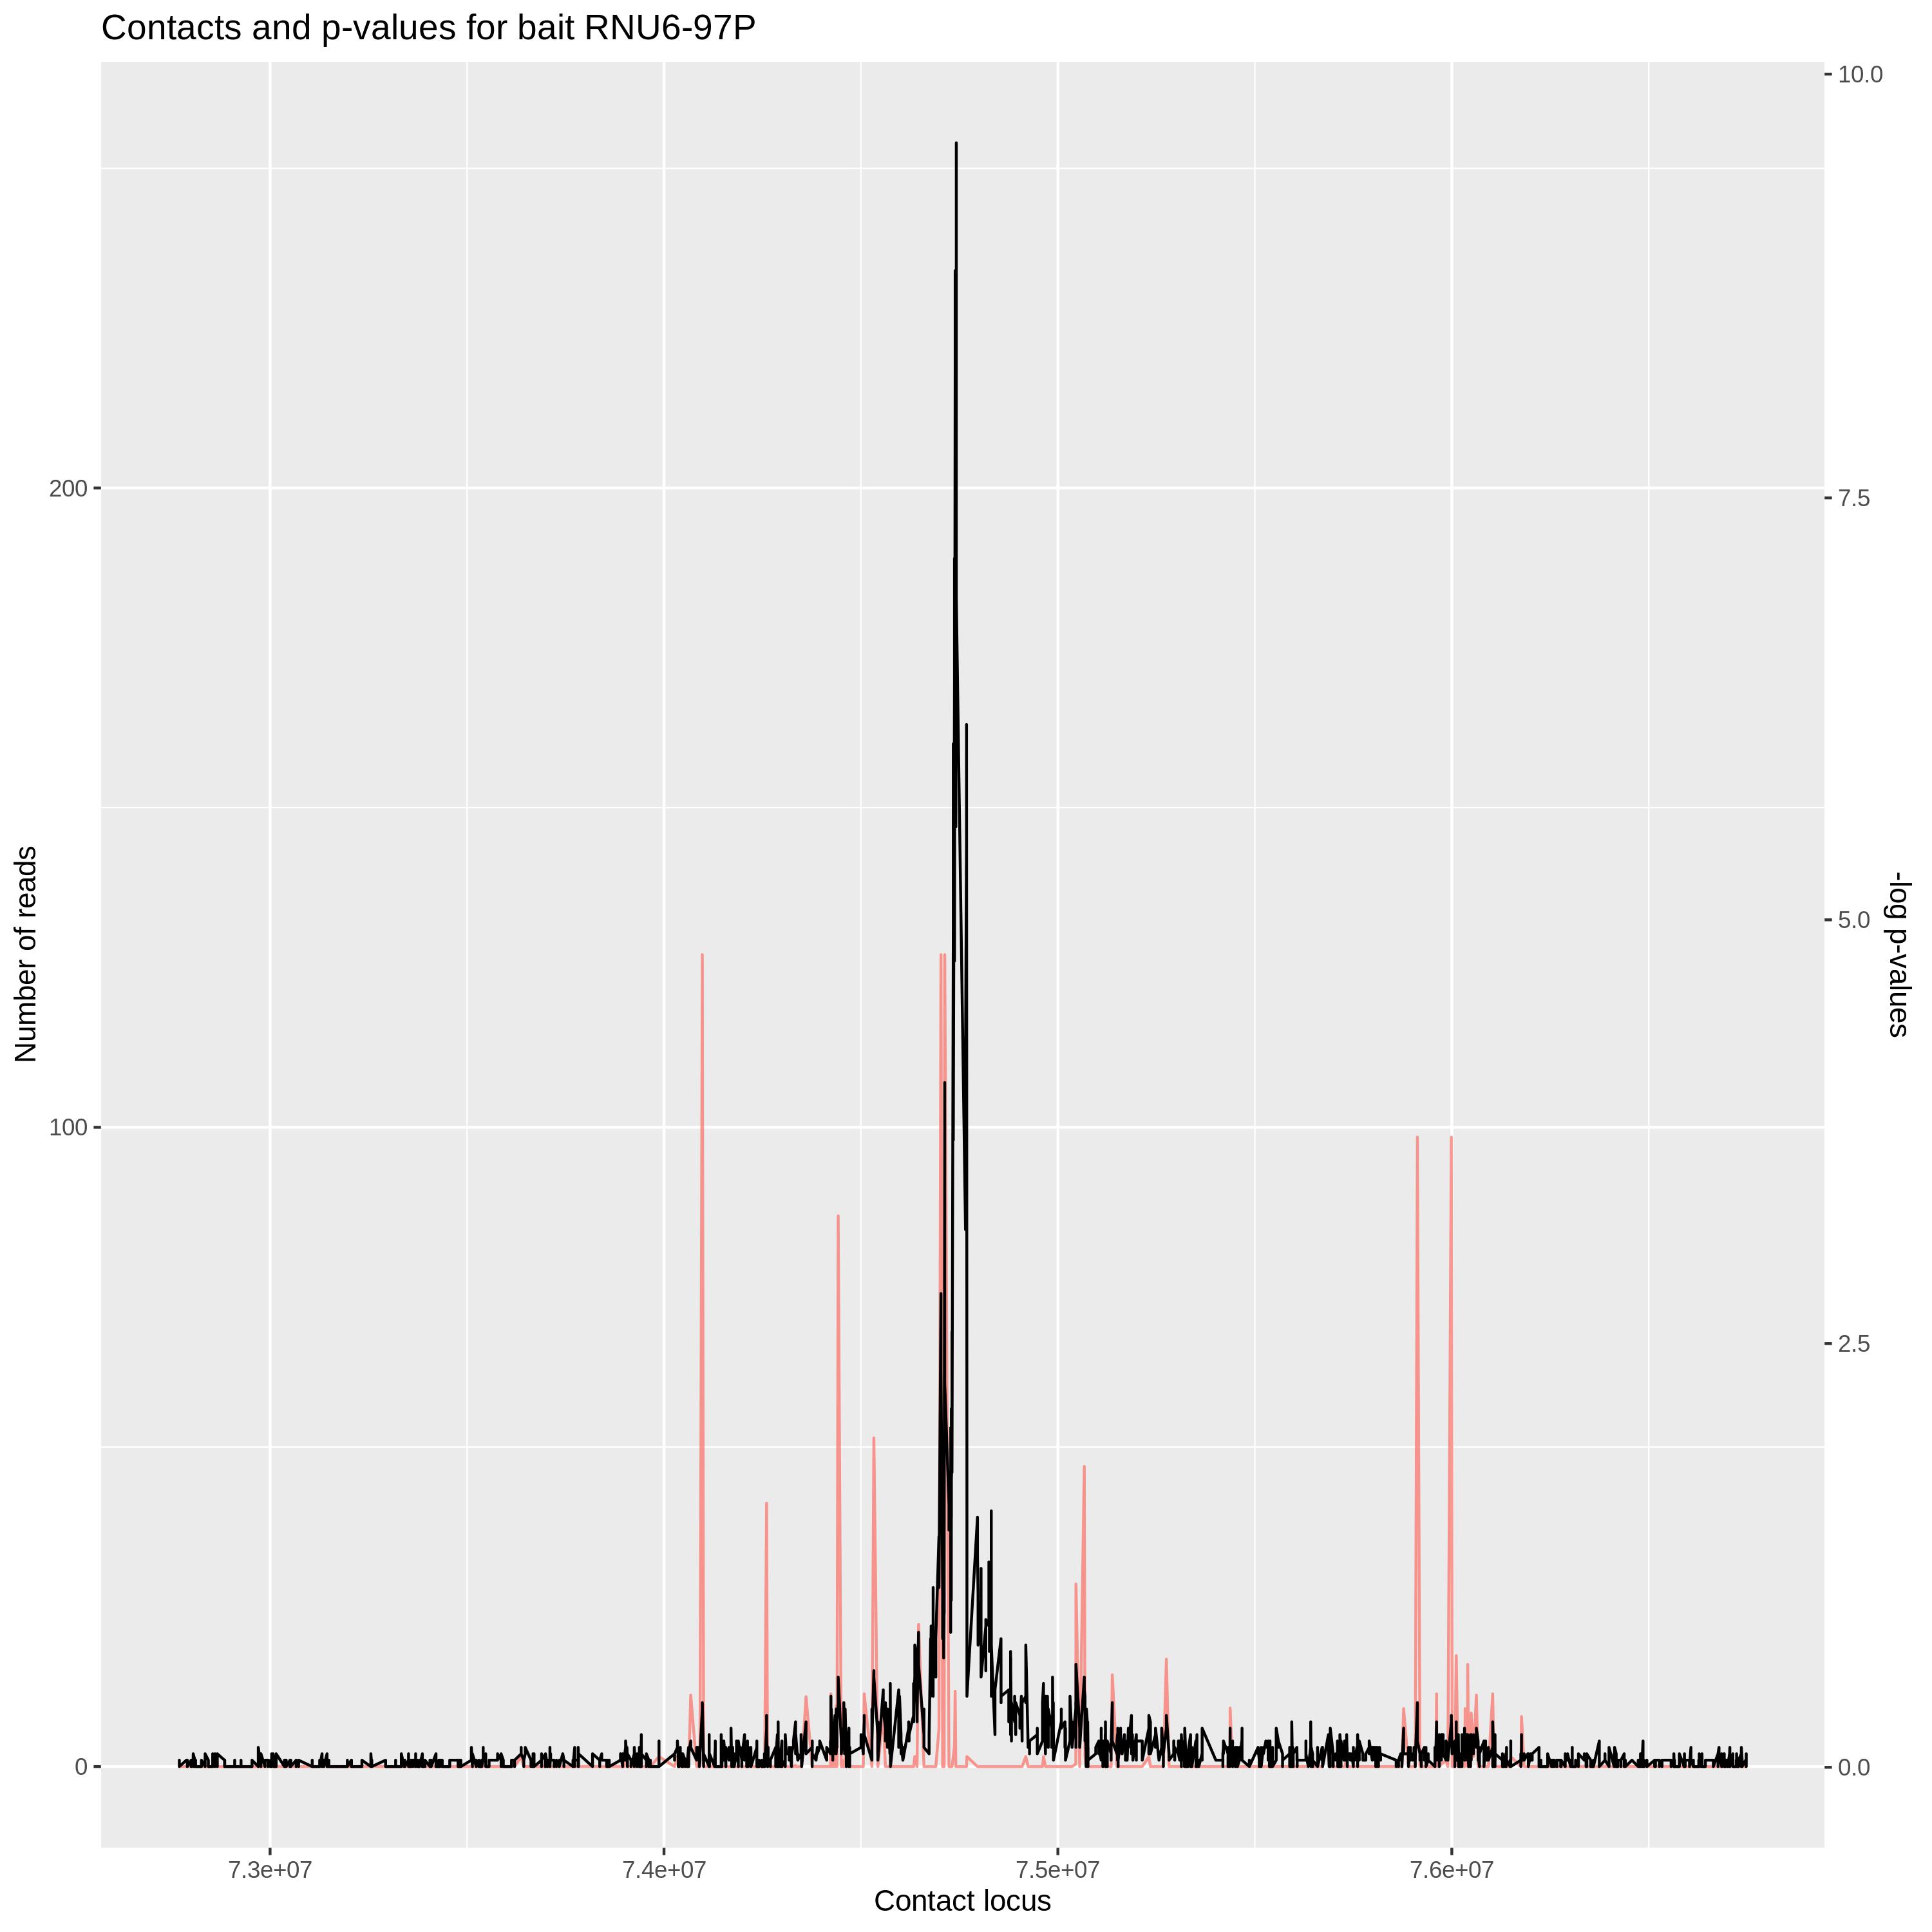 Contacts and p-values for bait RNU6-97P
10.0
200
7.5
5.0
Number of reads
-log p-values
100
2.5
0
0.0
7.3e+07
7.4e+07
7.5e+07
7.6e+07
Contact locus